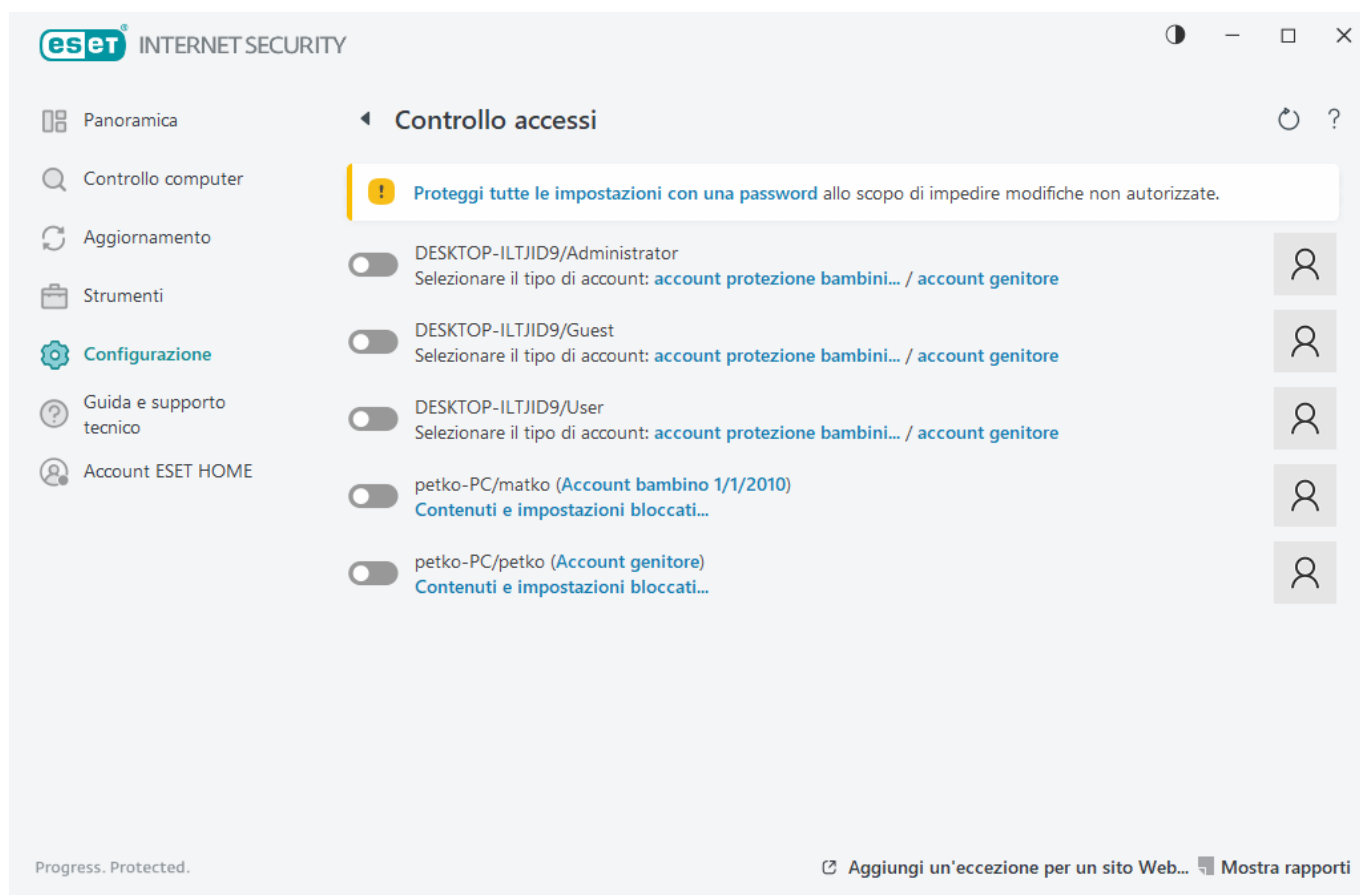 eset® INTERNET SECURITY
Panoramica
Controllo computer
Aggiornamento
Strumenti
Configurazione
Guida e supporto
tecnico
Account ESET HOME
Controllo accessi
?
Proteggi tutte le impostazioni con una password allo scopo di impedire modifiche non autorizzate.
DESKTOP-ILTJID9/Administrator
Selezionare il tipo di account: account protezione bambini... / account genitore
DESKTOP-ILTJID9/Guest
Selezionare il tipo di account: account protezione bambini... / account genitore
DESKTOP-ILTJID9/User
Selezionare il tipo di account: account protezione bambini... / account genitore
petko-PC/matko (Account bambino 1/1/2010)
Contenuti e impostazioni bloccati...
petko-PC/petko (Account genitore)
Contenuti e impostazioni bloccati...
Progress. Protected.
Aggiungi un'eccezione per un sito Web... Mostra rapporti